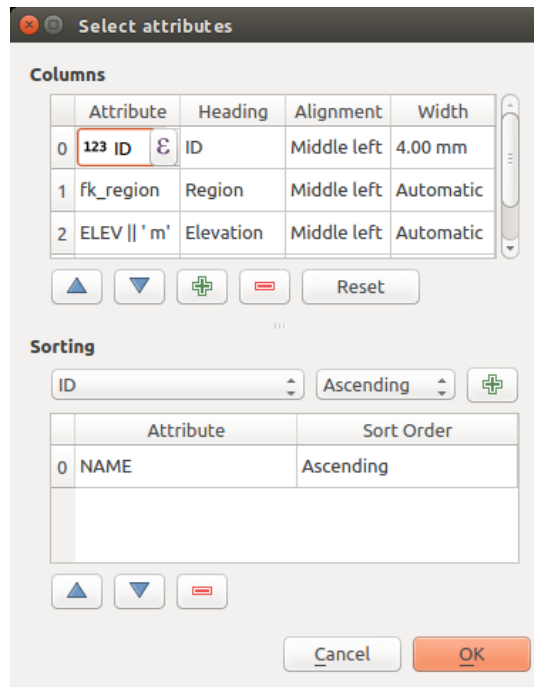 Select attributes
Columns
Attribute Heading Alignment Width
0 123 ID ε ID Middle left 4.00 mm
1 fk_region Region Middle left Automatic
2 ELEV || ' m' Elevation Middle left Automatic
Reset
Sorting
ID Ascending
Attribute Sort Order
0 NAME Ascending
Cancel OK